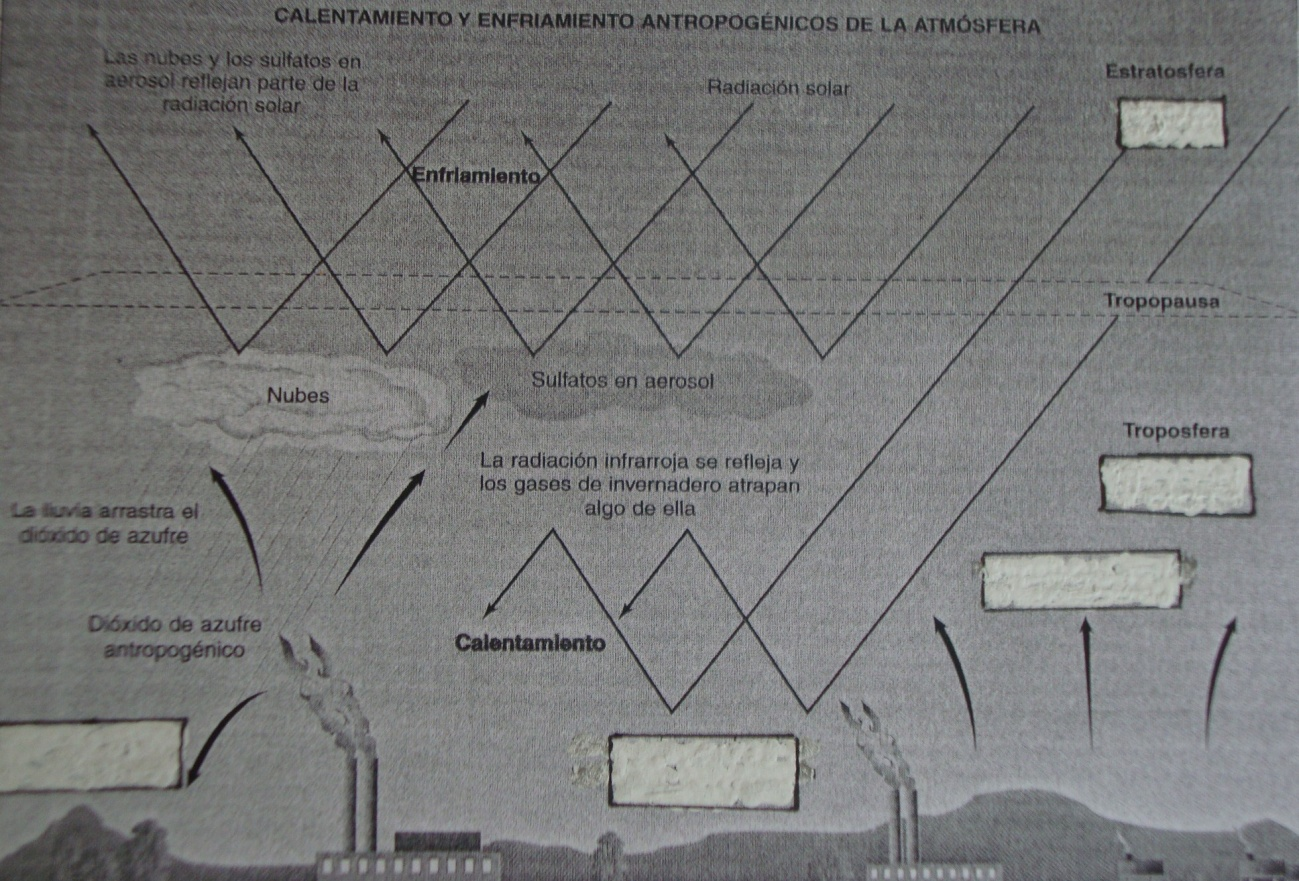 CALENTAMIENTO Y ENFRIAMIENTO ANTROPOGÉNICOS DE LA ATMÓSFERA
Las nubes y los sulfatos en
aerosol reflejan parte de la
radiación solar
Radiación solar
Estratosfera
Enfriamiento
Tropopausa
Nubes
Sulfatos en aerosol
Troposfera
La radiación infrarroja se refleja y
los gases de invernadero atrapan
algo de ella
La lluvia arrastra el
dióxido de azufre
Dióxido de azufre
antropogénico
Calentamiento